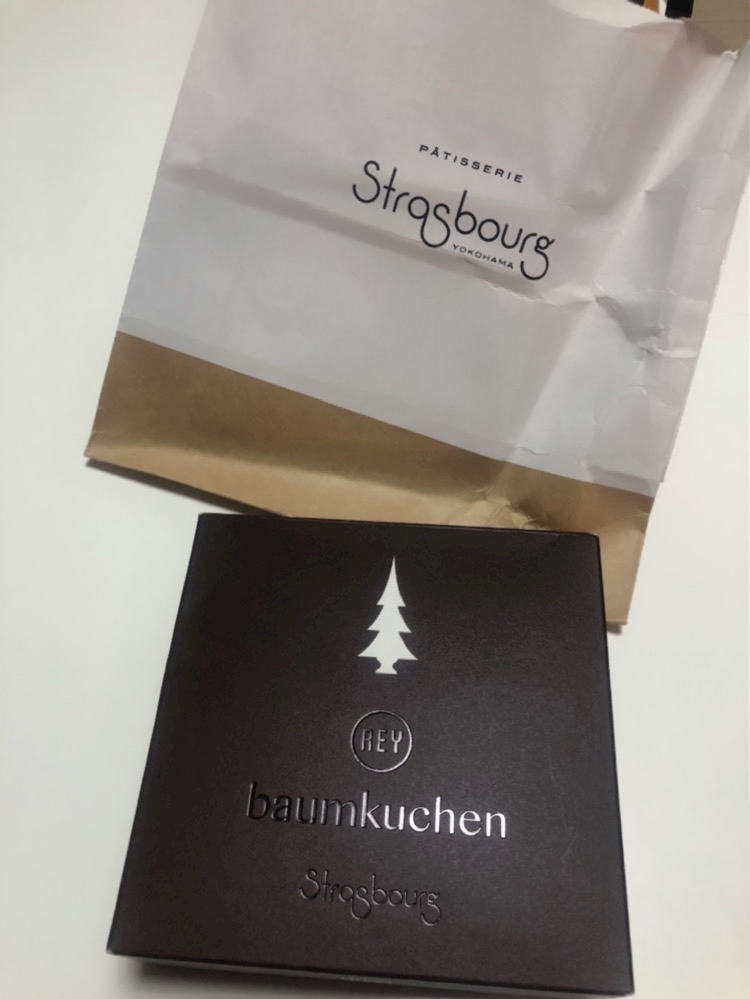 PÂTISSERIE
Strasbourg
YOKOHAMA
REY
baumkuchen
Strasbourg